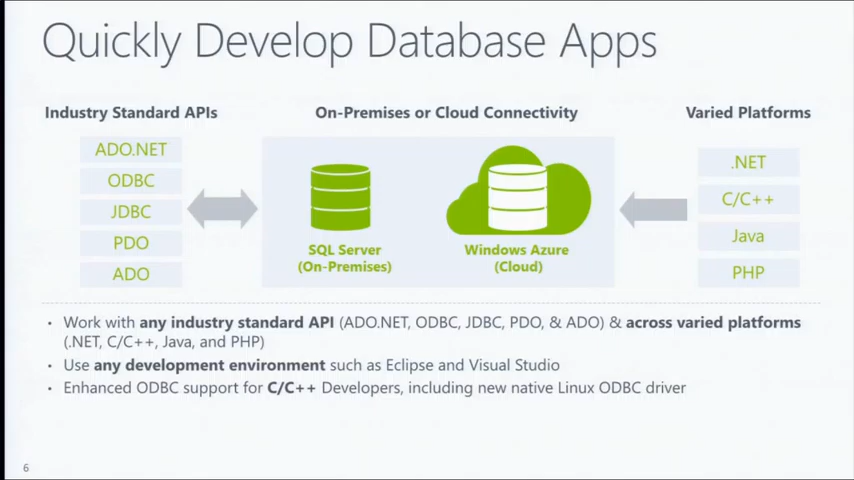 Quickly Develop Database Apps
Industry Standard APIs
On-Premises or Cloud Connectivity
Varied Platforms
ADO.NET
ODBC
JDBC
PDO
ADO
SQL Server
(On-Premises)
Windows Azure
(Cloud)
.NET
C/C++
Java
PHP
• Work with any industry standard API (ADO.NET, ODBC, JDBC, PDO, & ADO) & across varied platforms
(.NET, C/C++, Java, and PHP)
• Use any development environment such as Eclipse and Visual Studio
• Enhanced ODBC support for C/C++ Developers, including new native Linux ODBC driver
6